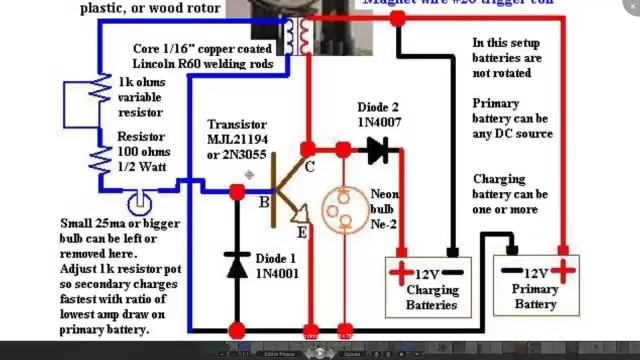 plastic, or wood rotor
Magnet wire #20 trigger coil
Core 1/16" copper coated
Lincoln R60 welding rods
1k ohms
variable
resistor
Resistor
100 ohms
1/2 Watt
Transistor
MJL21194
or 2N3055
Diode 2
1N4007
In this setup
batteries are
not rotated
Primary
battery can be
any DC source
Charging
battery can be
one or more
C
B
E
Neon
bulb
Ne-2
Small 25ma or bigger
bulb can be left or
removed here.
Adjust 1k resistor pot
so secondary charges
fastest with ratio of
lowest amp draw on
primary battery.
Diode 1
1N4001
+ 12V −
Charging
Batteries
− 12V +
Primary
Battery
Edit in Picasa
Upload